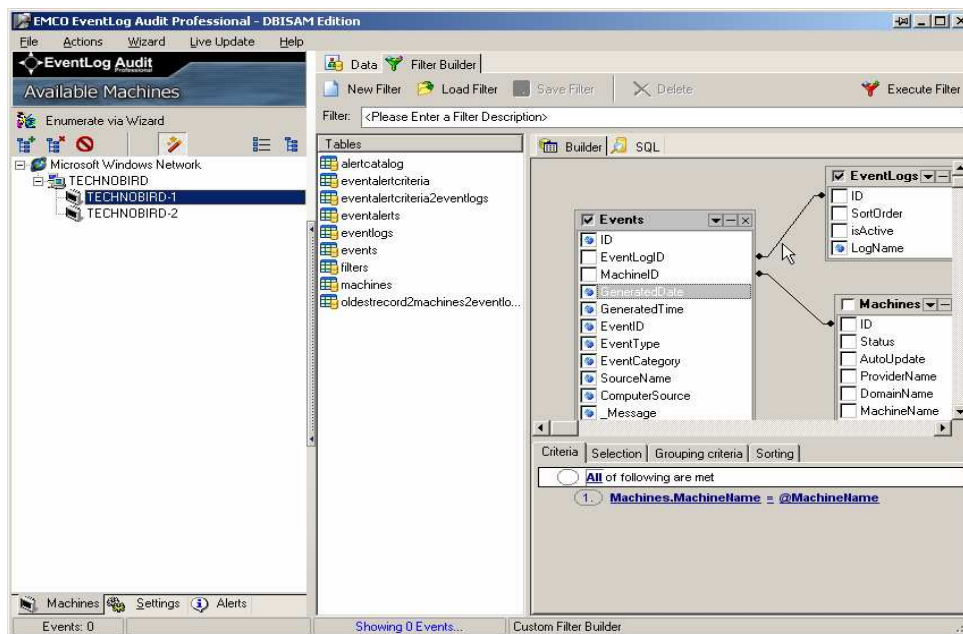 EMCO EventLog Audit Professional - DBISAM Edition
File Actions Wizard Live Update Help
EventLog Audit
Professional
Available Machines
Enumerate via Wizard
Microsoft Windows Network
TECHNOBIRD
TECHNOBIRD-1
TECHNOBIRD-2
Machines Settings Alerts
Data Filter Builder
New Filter Load Filter Save Filter Delete Execute Filter
Filter: <Please Enter a Filter Description>
Tables
alertcatalog
eventalertcriteria
eventalertcriteria2eventlogs
eventalerts
eventlogs
events
filters
machines
oldestrecord2machines2eventlo...
Builder SQL
Events
ID
EventLogID
MachineID
GeneratedDate
GeneratedTime
EventID
EventType
EventCategory
SourceName
ComputerSource
_Message
EventLogs
ID
SortOrder
isActive
LogName
Machines
ID
Status
AutoUpdate
ProviderName
DomainName
MachineName
Criteria Selection Grouping criteria Sorting
All of following are met
1. Machines.MachineName = @MachineName
Events: 0 Showing 0 Events... Custom Filter Builder